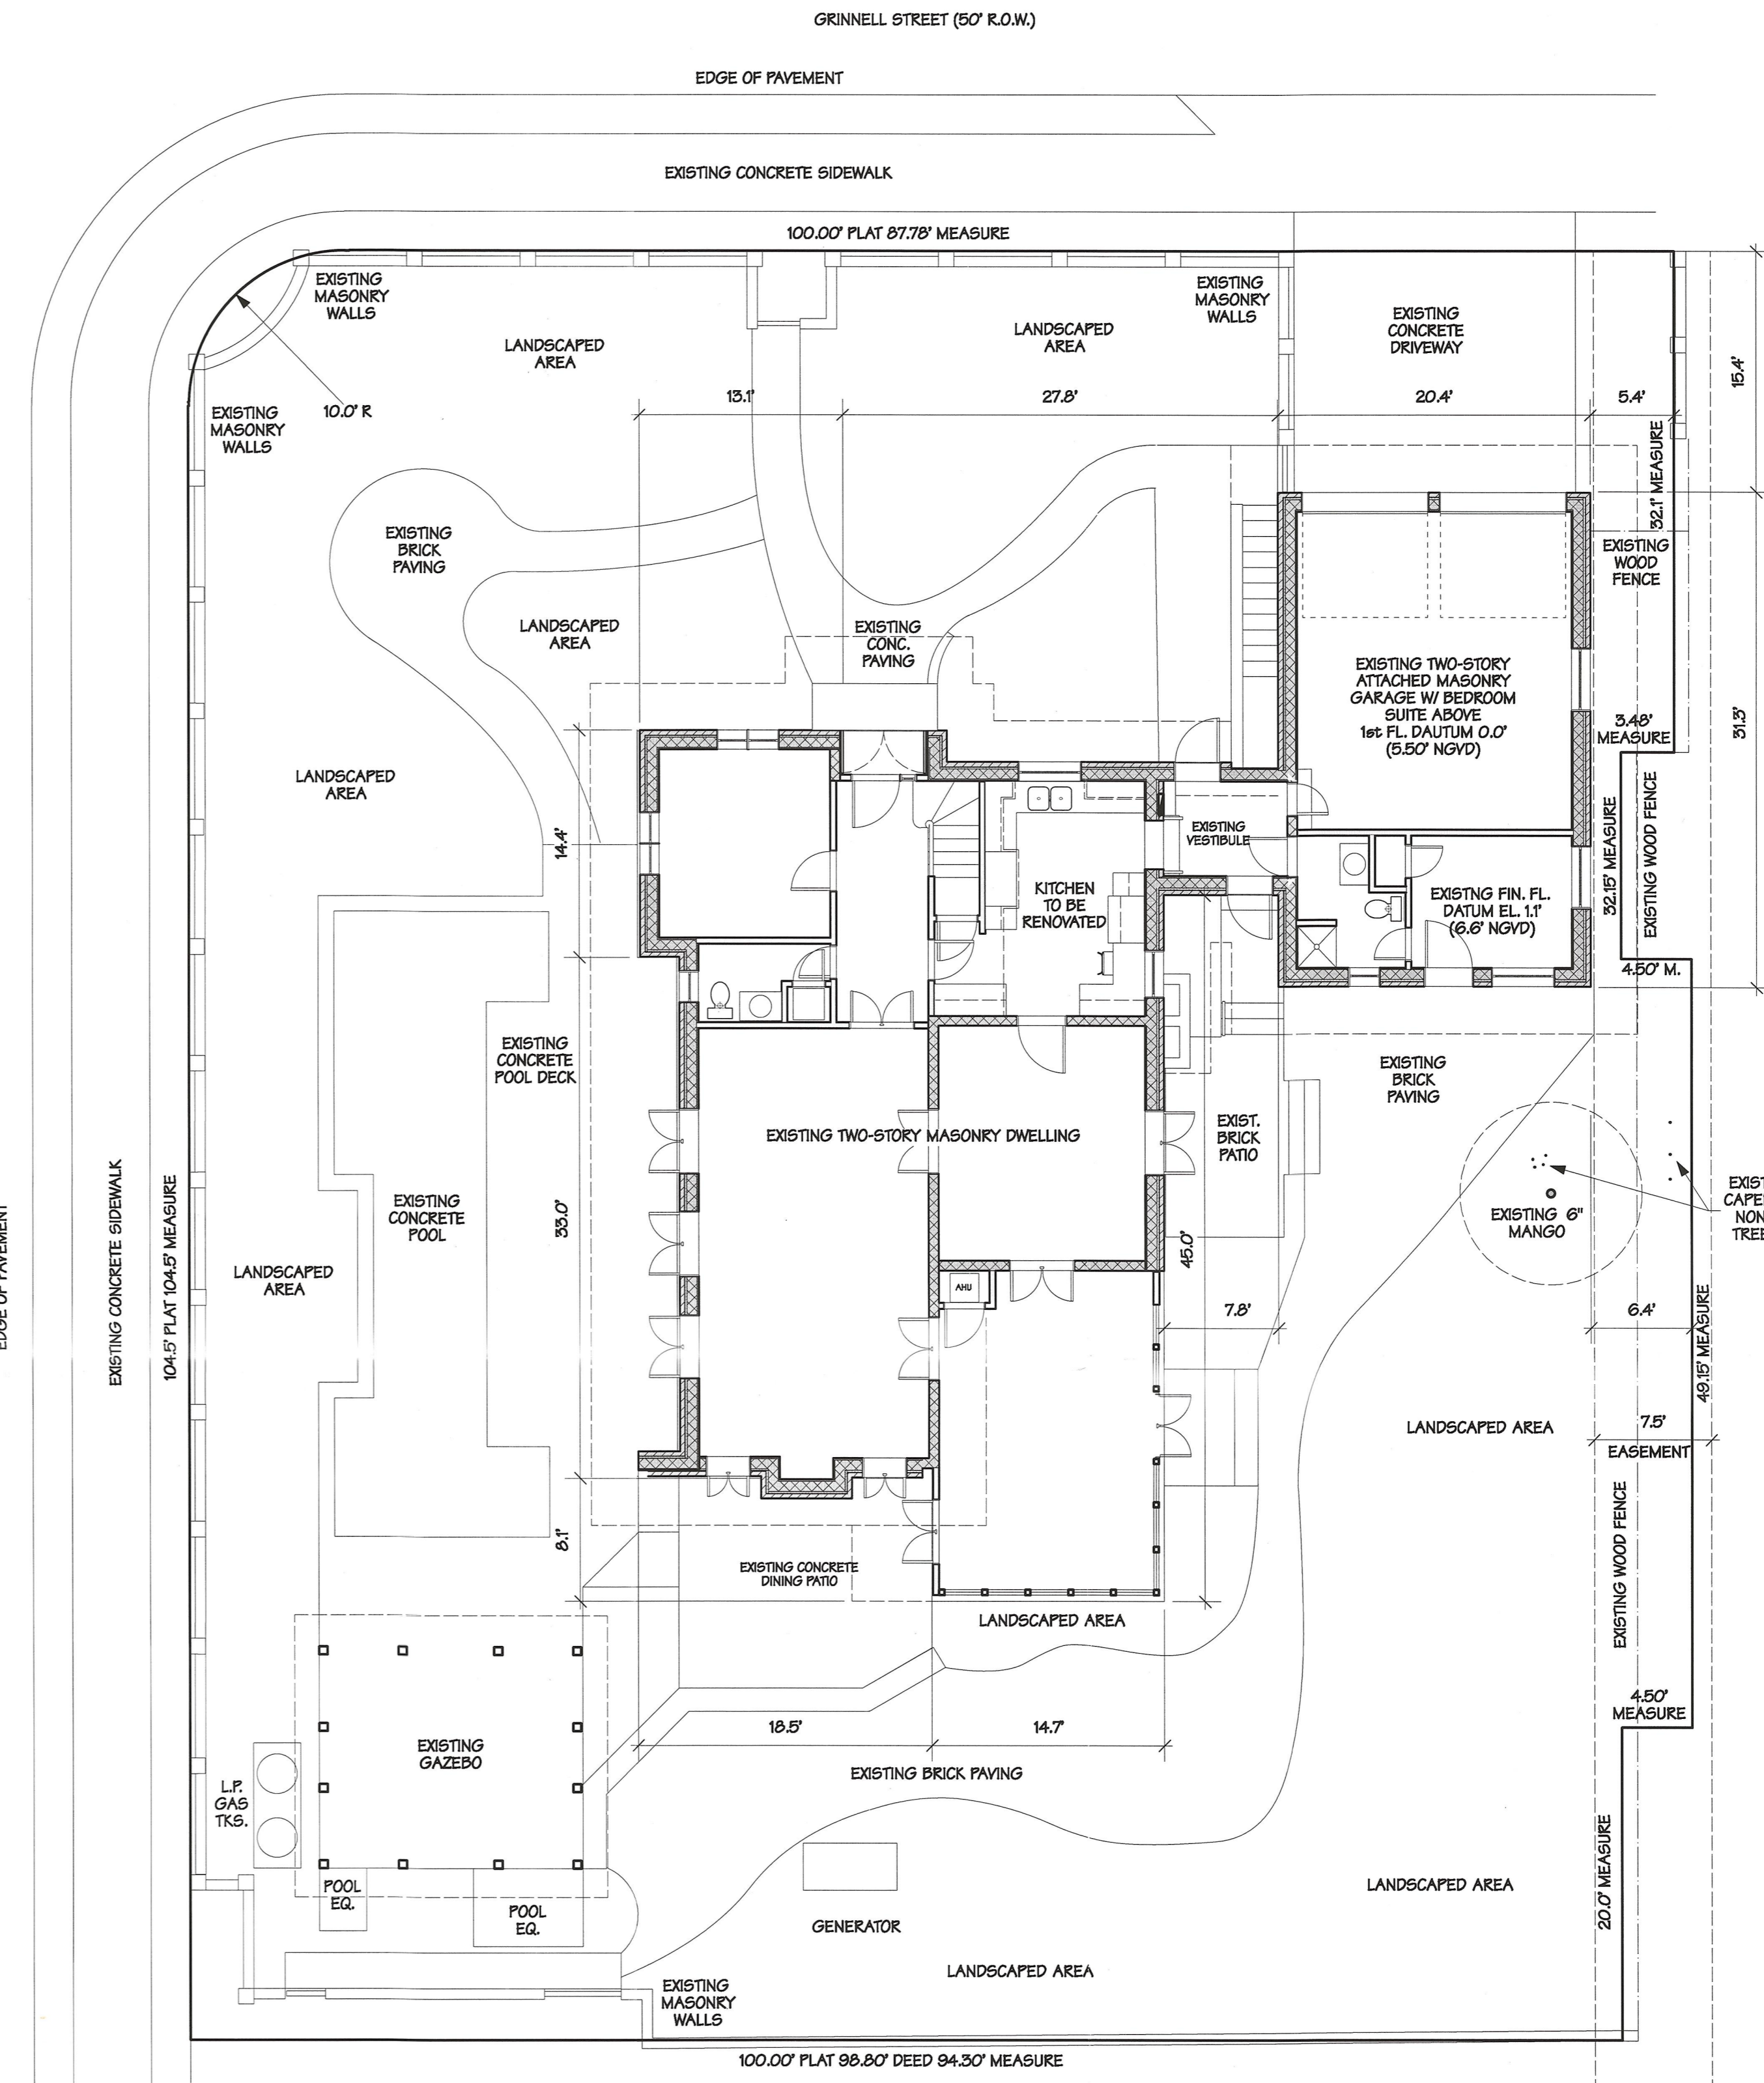 GRINNELL STREET (50' R.O.W.)
EDGE OF PAVEMENT
EXISTING CONCRETE SIDEWALK
100.00' PLAT 87.78' MEASURE
EXISTING
MASONRY
WALLS
EXISTING
MASONRY
WALLS
EXISTING
CONCRETE
DRIVEWAY
LANDSCAPED
AREA
LANDSCAPED
AREA
15.4'
13.1'
27.8'
20.4'
5.4'
10.0' R
EXISTING
MASONRY
WALLS
32.1' MEASURE
EXISTING
BRICK
PAVING
EXISTING
WOOD
FENCE
LANDSCAPED
AREA
EXISTING
CONC.
PAVING
EXISTING TWO-STORY
ATTACHED MASONRY
GARAGE W/ BEDROOM
SUITE ABOVE
1st FL. DAUTUM 0.0'
(5.50' NGVD)
3.48'
MEASURE
31.3'
LANDSCAPED
AREA
14.4'
EXISTING
VESTIBULE
KITCHEN
TO BE
RENOVATED
EXISTNG FIN. FL.
DATUM EL. 1.1'
(6.6' NGVD)
32.15' MEASURE
EXISTING WOOD FENCE
4.50' M.
EXISTING
CONCRETE
POOL DECK
EXISTING
BRICK
PAVING
EXISTING TWO-STORY MASONRY DWELLING
EXIST.
BRICK
PATIO
EXISTING CONCRETE SIDEWALK
104.5' PLAT 104.5' MEASURE
EDGE OF PAVEMENT
EXISTING
CONCRETE
POOL
33.0'
EXISTING 6"
MANGO
EXIST
CAPE
NON
TREE
45.0'
LANDSCAPED
AREA
AHU
7.8'
6.4'
49.15' MEASURE
LANDSCAPED AREA
7.5'
EASEMENT
8.1'
EXISTING CONCRETE
DINING PATIO
EXISTING WOOD FENCE
LANDSCAPED AREA
4.50'
MEASURE
18.5'
14.7'
EXISTING
GAZEBO
EXISTING BRICK PAVING
L.P.
GAS
TKS.
20.0' MEASURE
POOL
EQ.
POOL
EQ.
LANDSCAPED AREA
GENERATOR
LANDSCAPED AREA
EXISTING
MASONRY
WALLS
100.00' PLAT 98.80' DEED 94.30' MEASURE